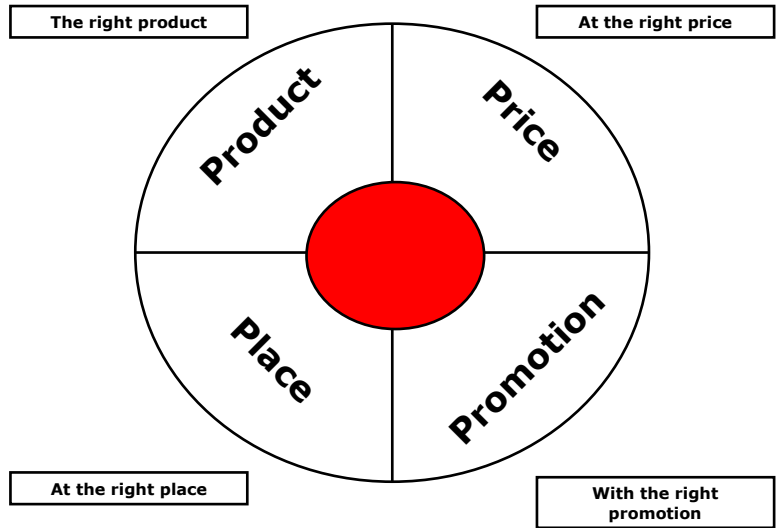 The right product
At the right price
Product
Price
Place
Promotion
At the right place
With the right
promotion